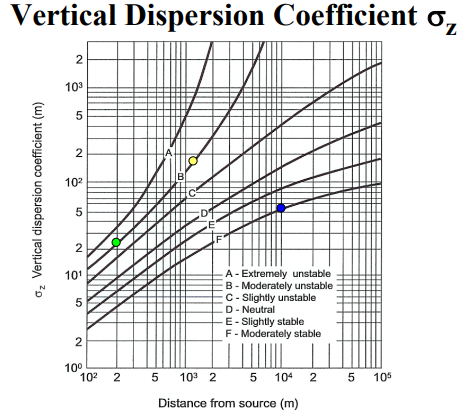 Vertical Dispersion Coefficient σz
σz Vertical dispersion coefficient (m)
2
10³
5
2
10²
5
2
10¹
5
2
10⁰
A
B
C
D
E
F
A - Extremely unstable
B - Moderately unstable
C - Slightly unstable
D - Neutral
E - Slightly stable
F - Moderately stable
10² 2 5 10³ 2 5 10⁴ 2 5 10⁵
Distance from source (m)